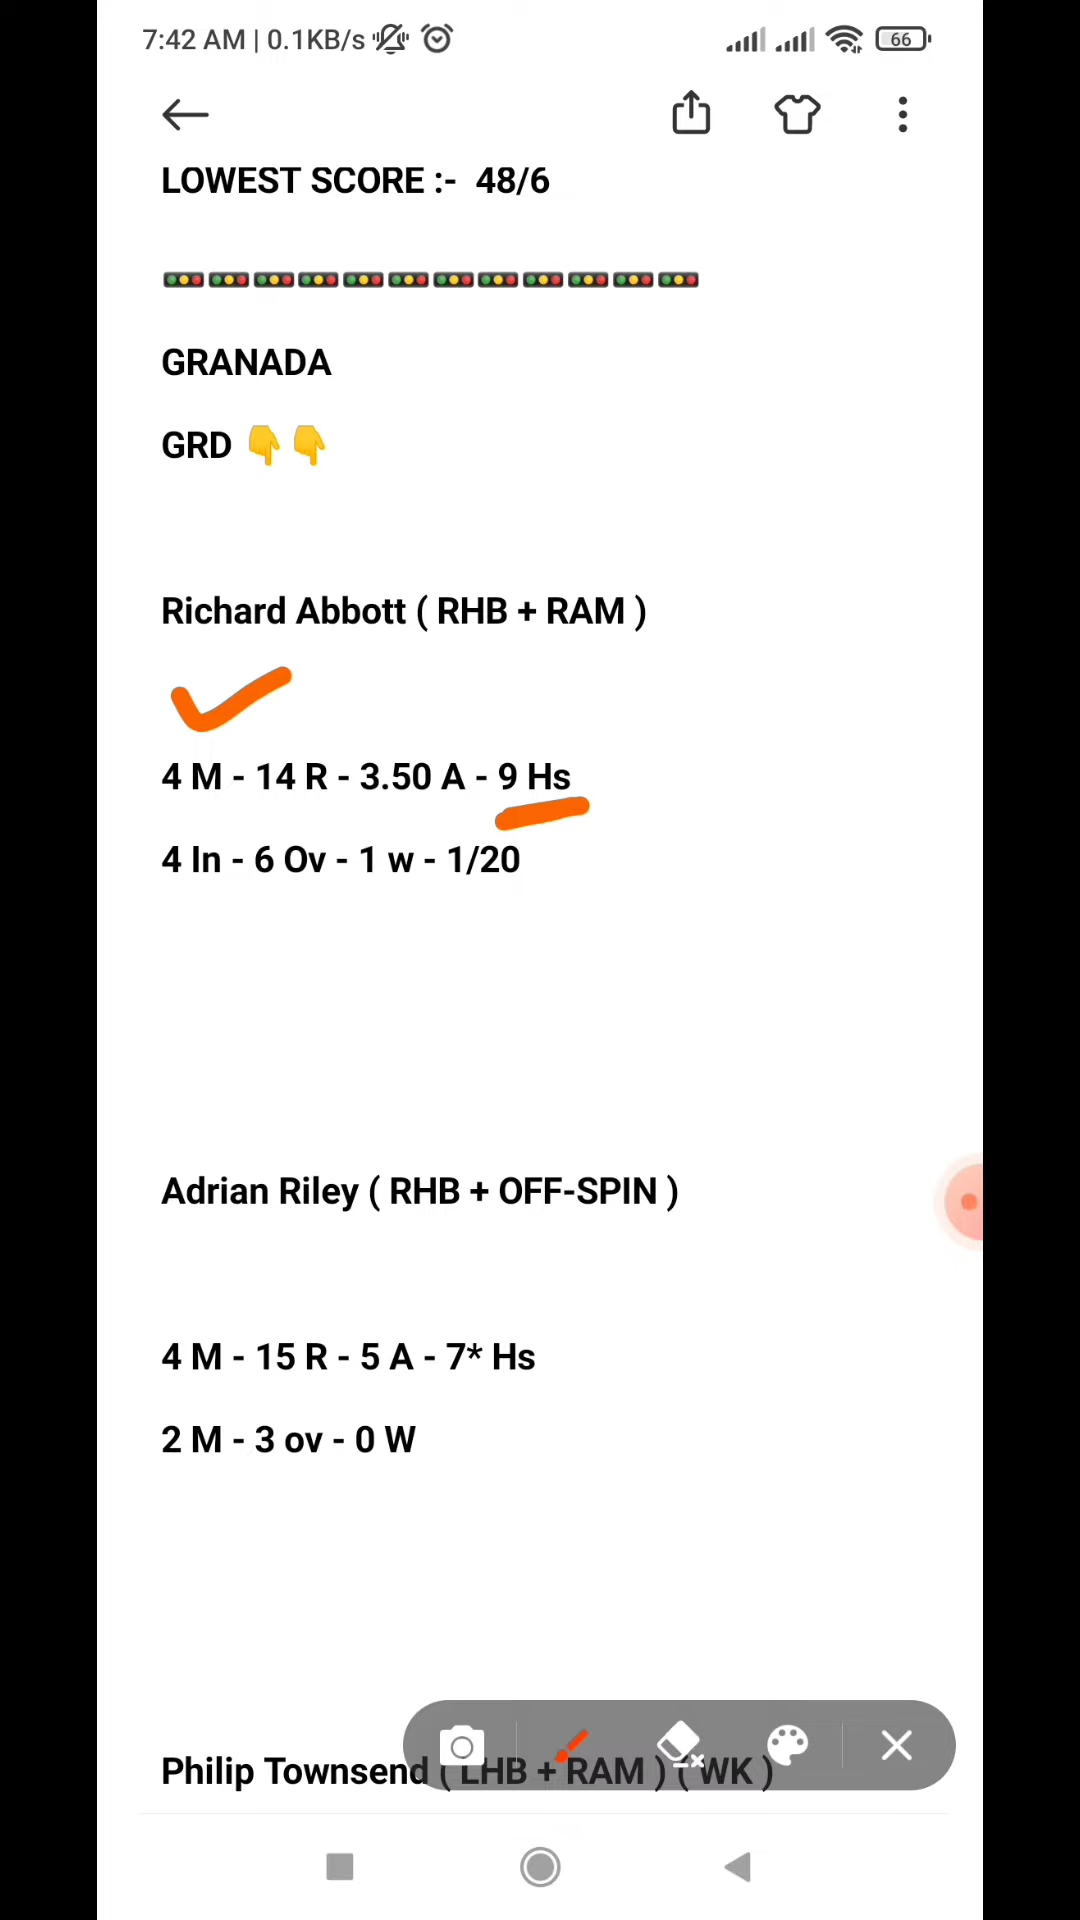 7:42 AM | 0.1KB/s 66
LOWEST SCORE :- 48/6
GRANADA
GRD 👇👇
Richard Abbott ( RHB + RAM )
4 M - 14 R - 3.50 A - 9 Hs
4 In - 6 Ov - 1 w - 1/20
Adrian Riley ( RHB + OFF-SPIN )
4 M - 15 R - 5 A - 7* Hs
2 M - 3 ov - 0 W
Philip Townsend ( LHB + RAM ) ( WK )